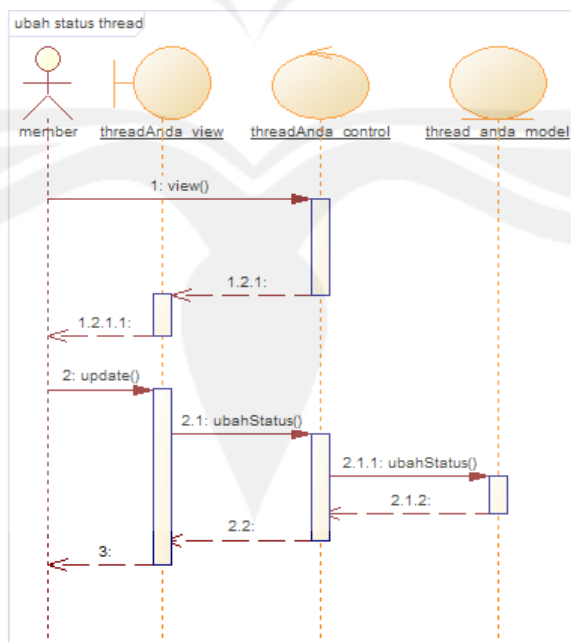 ubah status thread
member
threadAnda_view
threadAnda_control
thread_anda_model
1: view()
1.2.1:
1.2.1.1:
2: update()
2.1: ubahStatus()
2.1.1: ubahStatus()
2.1.2:
2.2:
3: